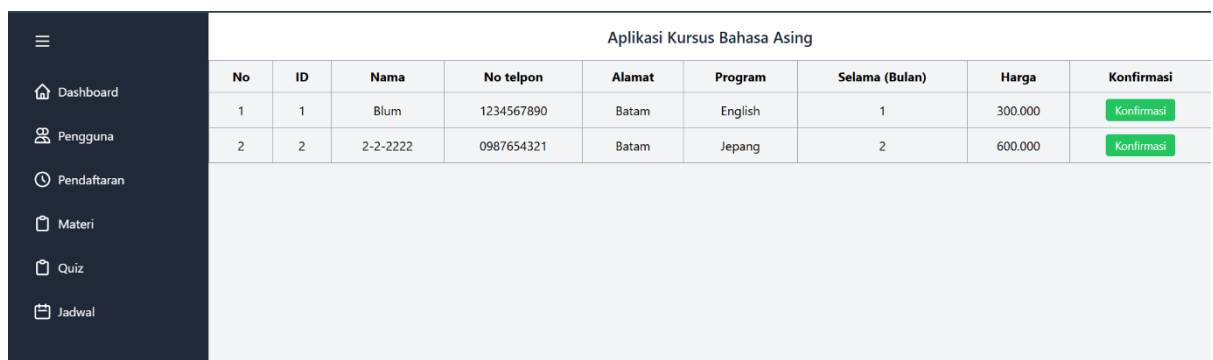 Aplikasi Kursus Bahasa Asing
Dashboard
Pengguna
Pendaftaran
Materi
Quiz
Jadwal
No ID Nama No telpon Alamat Program Selama (Bulan) Harga Konfirmasi
1 1 Blum 1234567890 Batam English 1 300.000 Konfirmasi
2 2 2-2-2222 0987654321 Batam Jepang 2 600.000 Konfirmasi